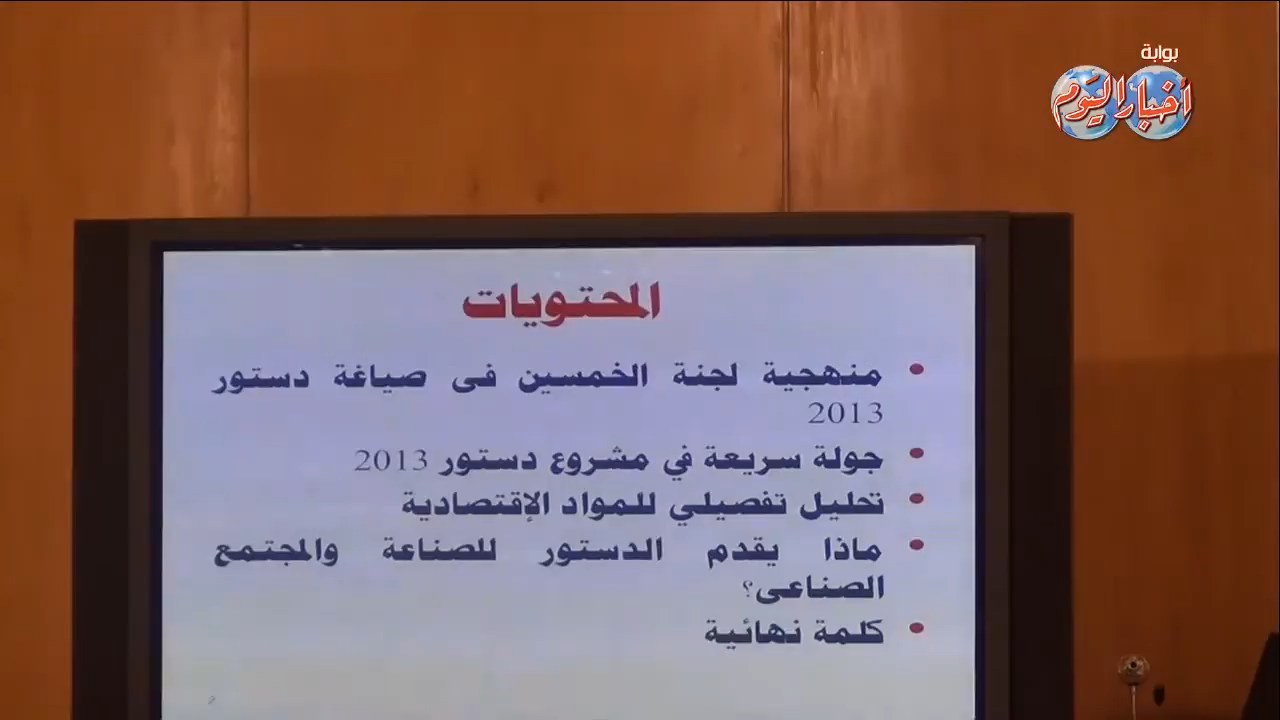 بوابة
أخبار اليوم
المحتويات
• منهجية لجنة الخمسين فى صياغة دستور
2013
• جولة سريعة في مشروع دستور 2013
• تحليل تفصيلي للمواد الإقتصادية
• ماذا يقدم الدستور للصناعة والمجتمع
الصناعى؟
• كلمة نهائية